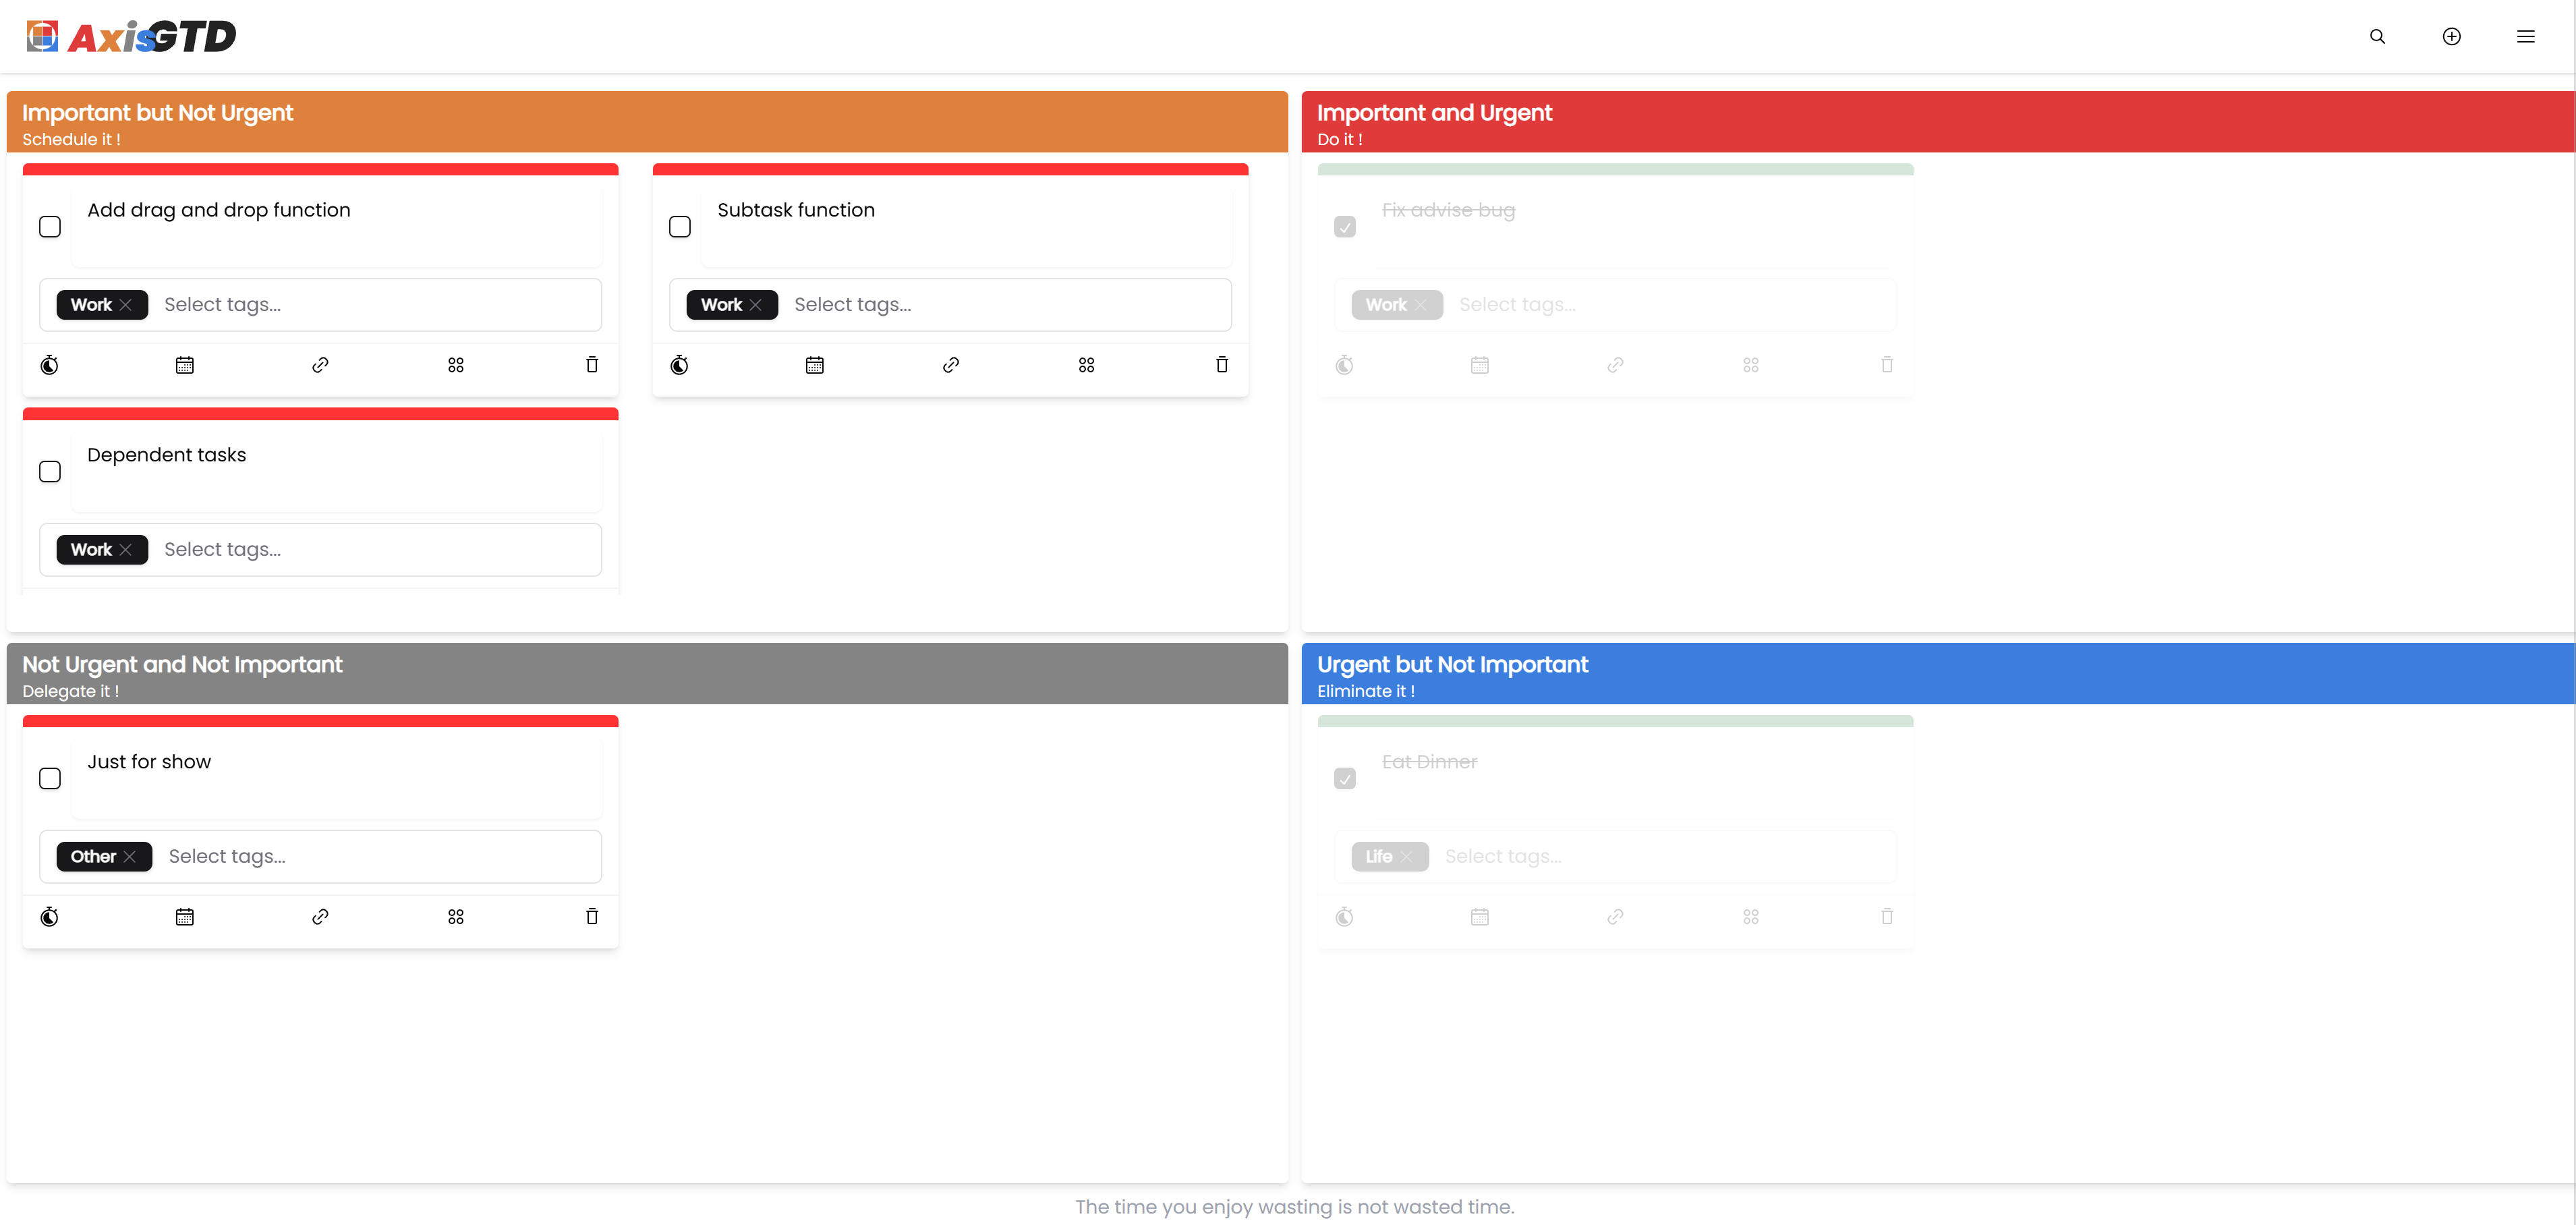 AxisGTD
Important but Not Urgent
Schedule it !
Add drag and drop function
Work Select tags...
Subtask function
Work Select tags...
Dependent tasks
Work Select tags...
Important and Urgent
Do it !
Fix advise bug
Work Select tags...
Not Urgent and Not Important
Delegate it !
Just for show
Other Select tags...
Urgent but Not Important
Eliminate it !
Eat Dinner
Life Select tags...
The time you enjoy wasting is not wasted time.